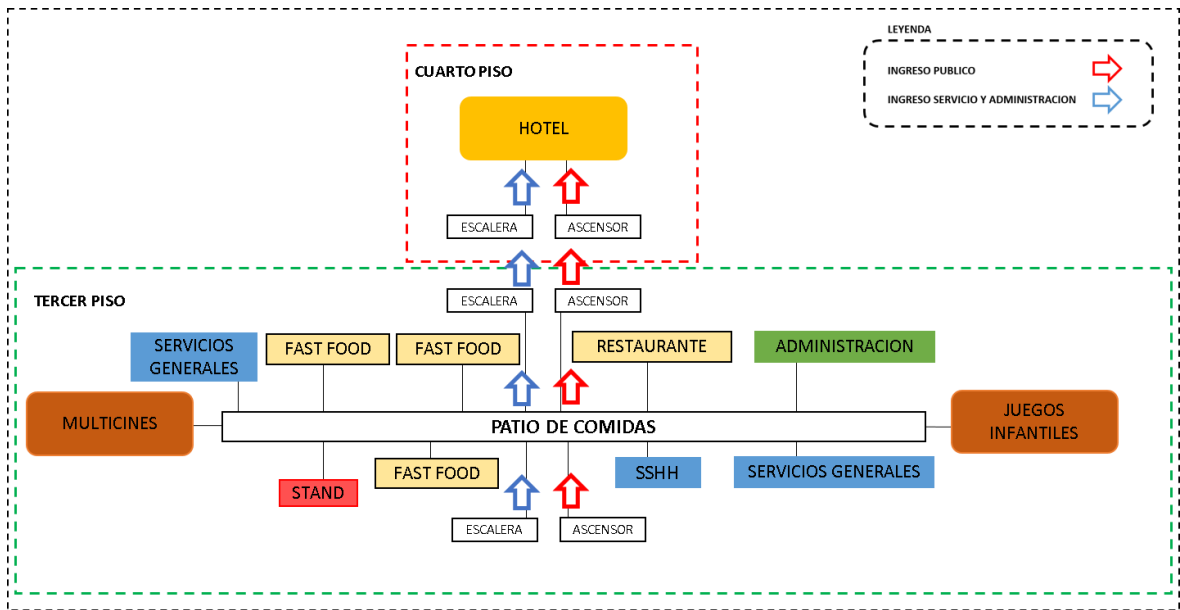 LEYENDA
INGRESO PUBLICO
INGRESO SERVICIO Y ADMINISTRACION
CUARTO PISO
HOTEL
ESCALERA
ASCENSOR
TERCER PISO
ESCALERA
ASCENSOR
SERVICIOS
GENERALES
FAST FOOD
FAST FOOD
RESTAURANTE
ADMINISTRACION
MULTICINES
PATIO DE COMIDAS
JUEGOS
INFANTILES
STAND
FAST FOOD
SSHH
SERVICIOS GENERALES
ESCALERA
ASCENSOR